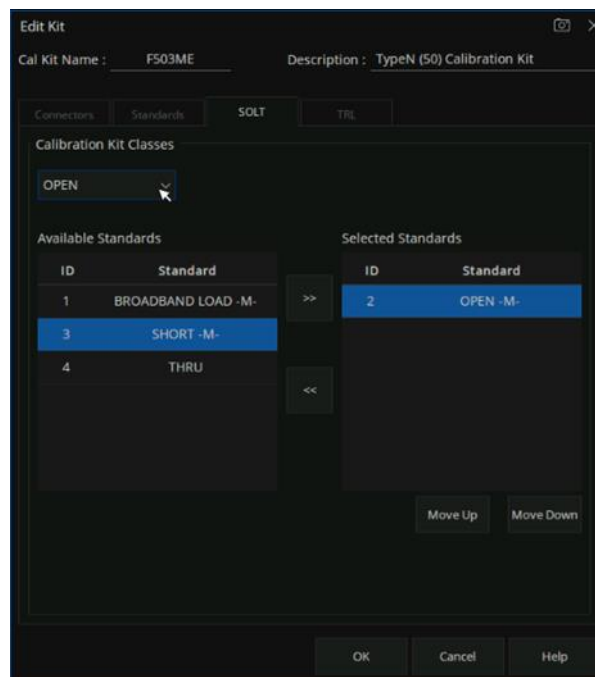 Edit Kit
Cal Kit Name : F503ME Description : TypeN (50) Calibration Kit
Connectors Standards SOLT TRL
Calibration Kit Classes
OPEN
Available Standards Selected Standards
ID Standard ID Standard
1 BROADBAND LOAD -M- >> 2 OPEN -M-
3 SHORT -M-
4 THRU
<<
Move Up Move Down
OK Cancel Help